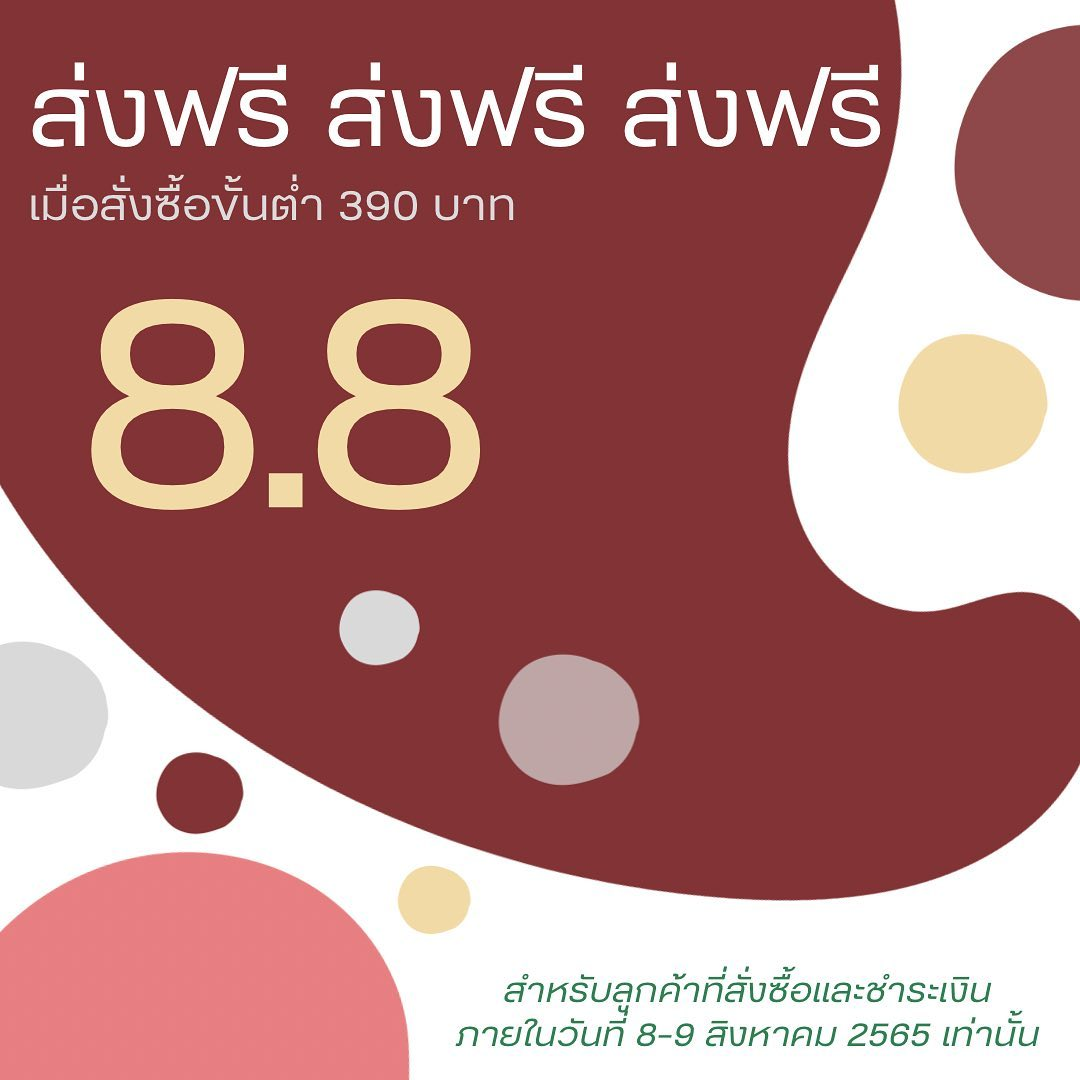 ส่งฟรี ส่งฟรี ส่งฟรี
เมื่อสั่งซื้อขั้นต่ำ 390 บาท
8.8
สำหรับลูกค้าที่สั่งซื้อและชำระเงิน
ภายในวันที่ 8-9 สิงหาคม 2565 เท่านั้น